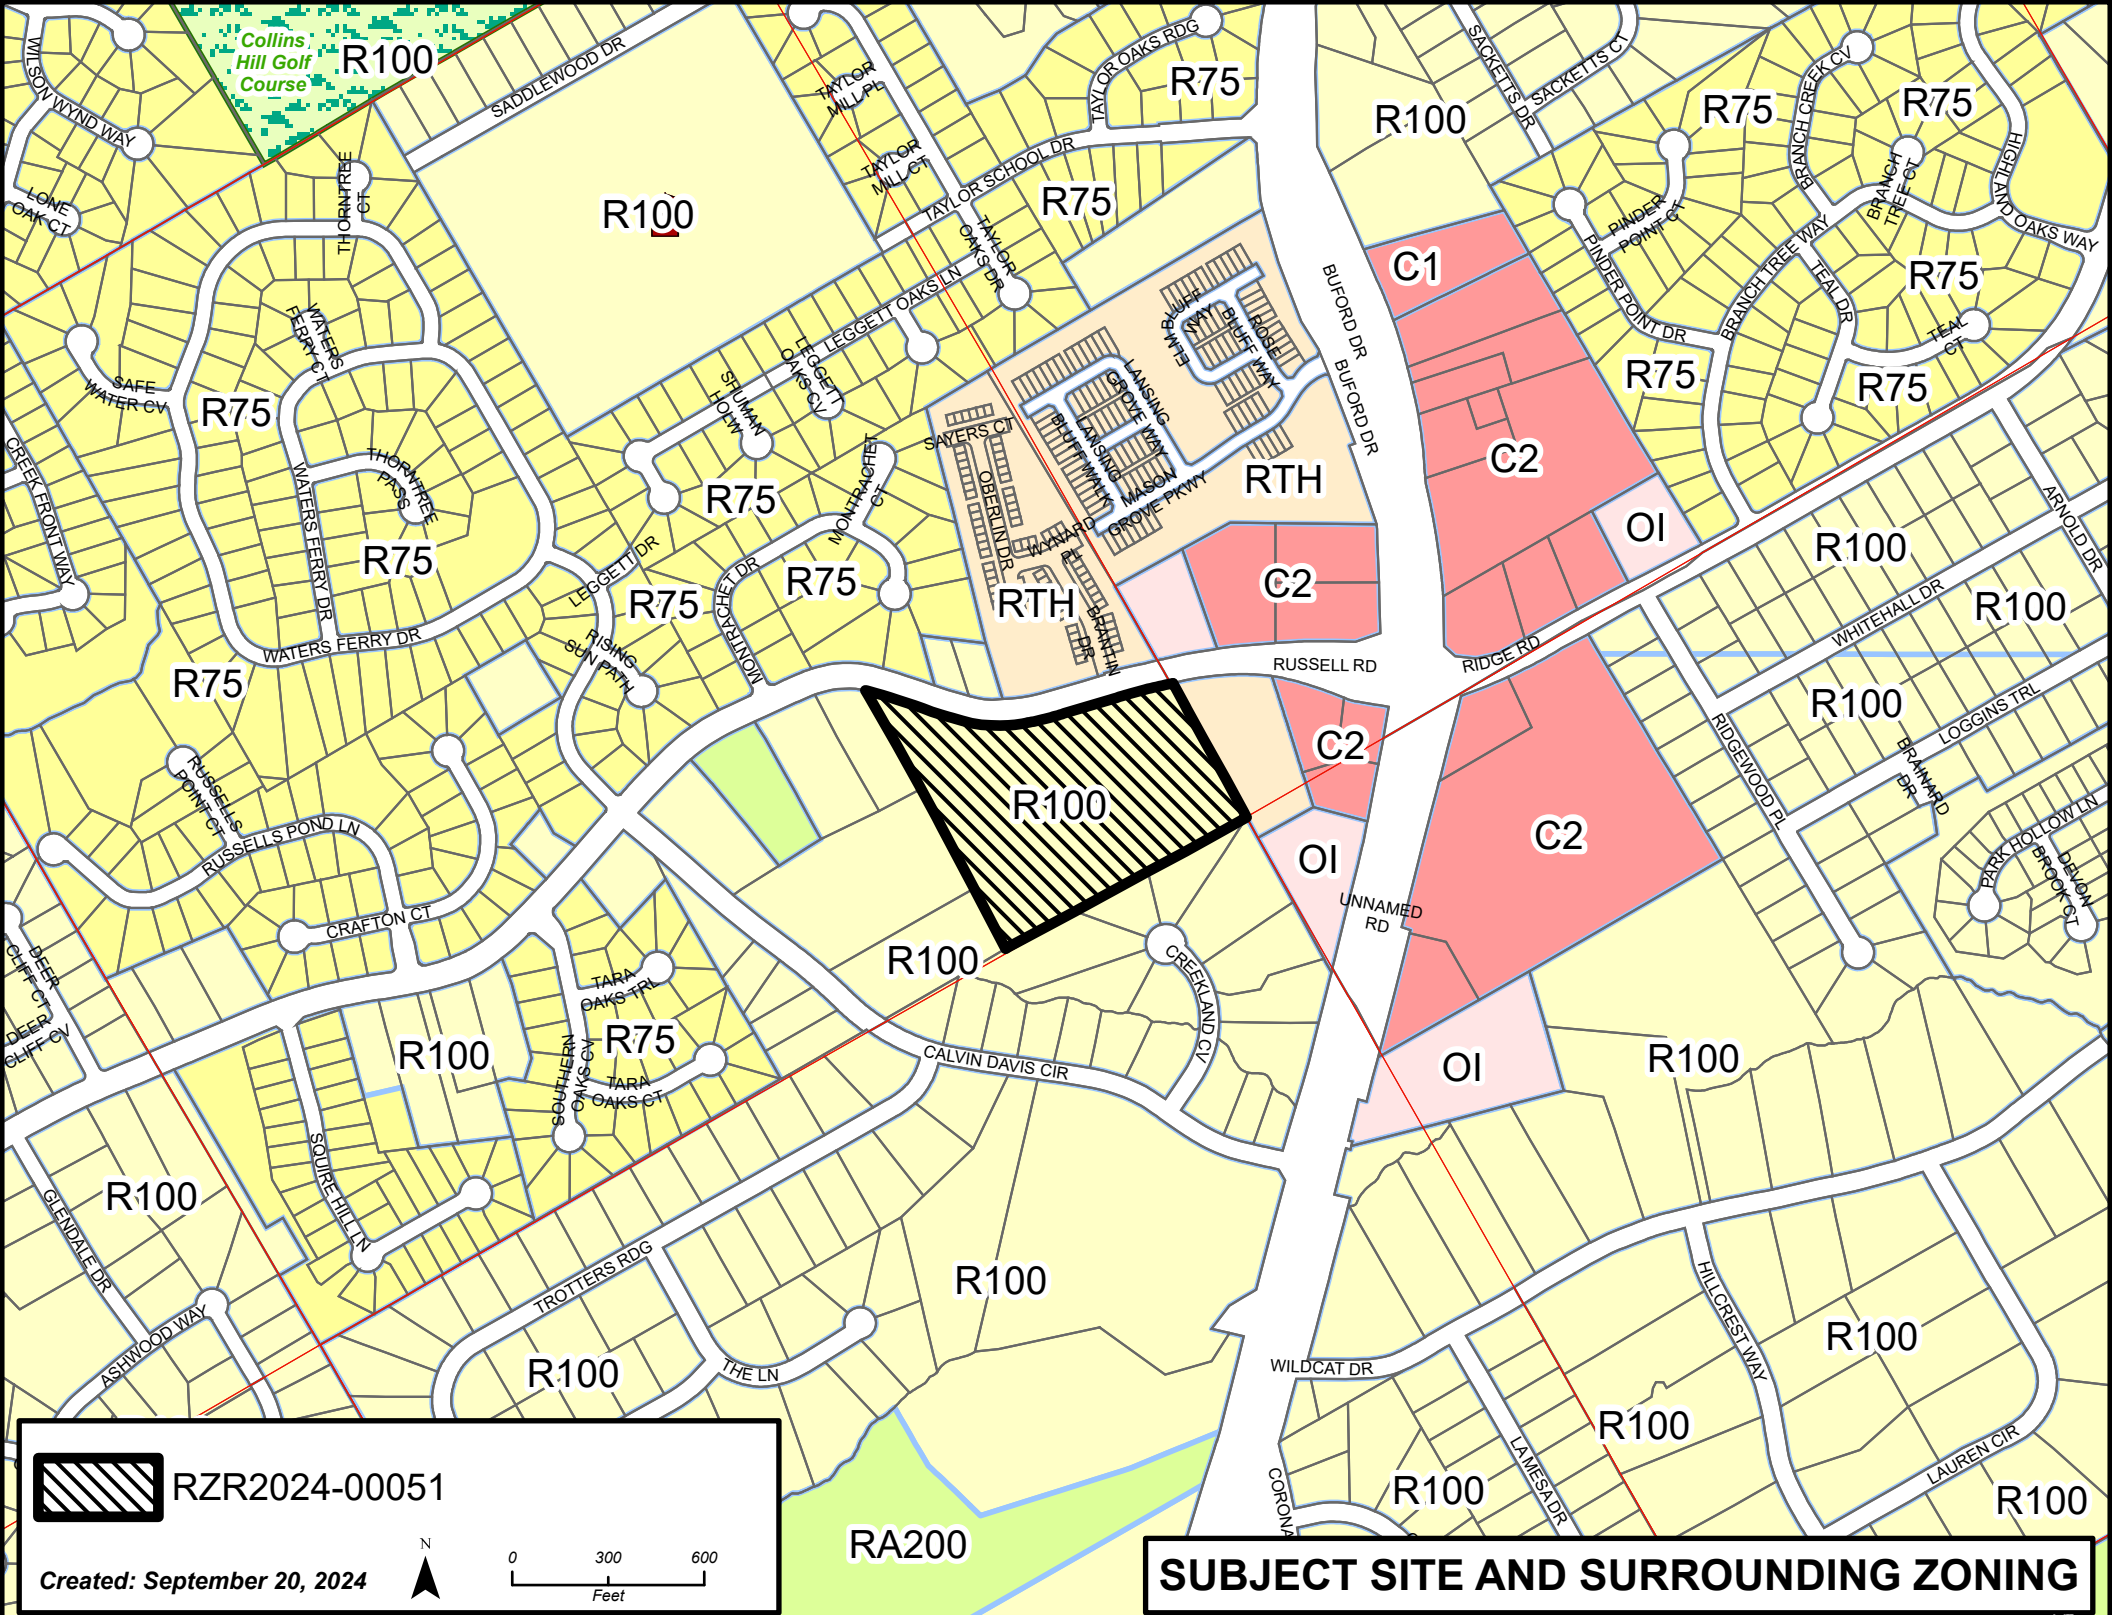 Collins
Hill Golf
Course
R100
WILSON WYND WAY
LONE
OAK CT
THORNTREE
CT
SADDLEWOOD DR
R100
TAYLOR
MILL PL
TAYLOR
MILL CT
TAYLOR OAKS RDG
R75
TAYLOR SCHOOL DR
R75
TAYLOR
OAKS DR
R100
SACKETTS DR
SACKETTS CT
R75
BRANCH CREEK CV
R75
BRANCH
TREE CT
HIGHLAND OAKS WAY
PINDER
POINT CT
PINDER POINT DR
BRANCH TREE WAY
TEAL DR
R75
TEAL
CT
R75
R75
C1
BUFORD DR
BUFORD DR
C2
OI
WATERS
FERRY CT
SAFE
WATER CV
R75
CREEK FRONT WAY
THORNTREE
PASS
WATERS FERRY DR
R75
WATERS FERRY DR
R75
LEGGETT OAKS LN
LEGGETT
OAKS CV
SHUMAN
HOLW
R75
MONTRACHET
CT
R75
MONTRACHET DR
LEGGETT DR
R75
RISING
SUN PATH
SAYERS CT
OBERLIN DR
LANSING
BLUFF WALK
LANSING
GROVE WAY
ELM BLUFF
WAY
ROSE
BLUFF WAY
MASON
GROVE PKWY
WYNARD
PL
RTH
RTH
BRANTIN
DR
C2
RUSSELL RD
RIDGE RD
R100
ARNOLD DR
WHITEHALL DR
R100
R100
LOGGINS TRL
RIDGEWOOD PL
BRAINARD
DR
PARK HOLLOW LN
DEVON
BROOK CT
C2
C2
R100
OI
UNNAMED
RD
RUSSELLS
POINT CT
RUSSELLS POND LN
CRAFTON CT
DEER
CLIFF CT
DEER
CLIFF CV
R100
TARA
OAKS TRL
R75
SOUTHERN
OAKS CV
TARA
OAKS CT
R100
CREEKLAND CV
CALVIN DAVIS CIR
OI
R100
SQUIRE HILL LN
R100
GLENDALE DR
ASHWOOD WAY
TROTTERS RDG
R100
THE LN
R100
WILDCAT DR
HILLCREST WAY
R100
R100
LA MESA DR
R100
LAUREN CIR
R100
CORONA
RA200
RZR2024-00051
N
0 300 600
Feet
Created: September 20, 2024
SUBJECT SITE AND SURROUNDING ZONING